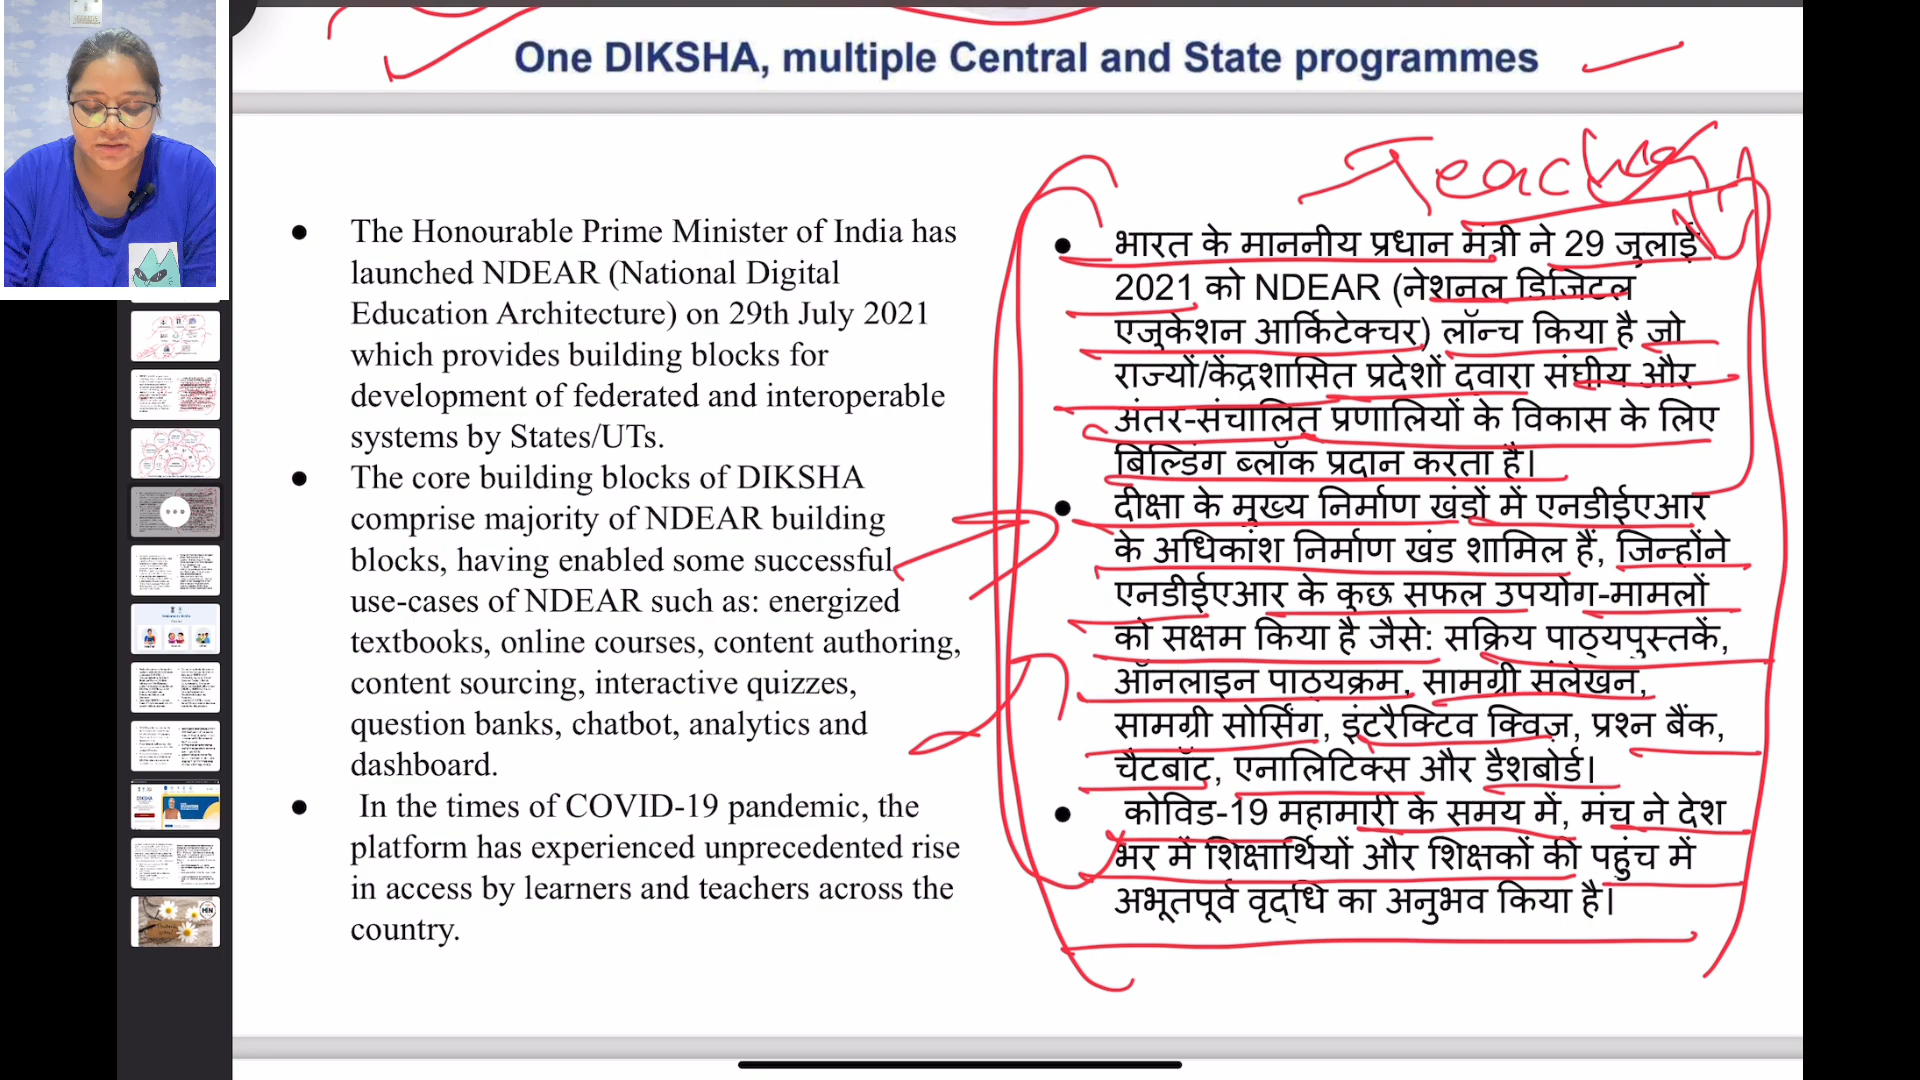 One DIKSHA, multiple Central and State programmes
Teacher
The Honourable Prime Minister of India has
launched NDEAR (National Digital
Education Architecture) on 29th July 2021
which provides building blocks for
development of federated and interoperable
systems by States/UTs.
The core building blocks of DIKSHA
comprise majority of NDEAR building
blocks, having enabled some successful
use-cases of NDEAR such as: energized
textbooks, online courses, content authoring,
content sourcing, interactive quizzes,
question banks, chatbot, analytics and
dashboard.
In the times of COVID-19 pandemic, the
platform has experienced unprecedented rise
in access by learners and teachers across the
country.
भारत के माननीय प्रधान मंत्री ने 29 जुलाई
2021 को NDEAR (नेशनल डिजिटल
एजुकेशन आर्किटेक्चर) लॉन्च किया है जो
राज्यों/केंद्रशासित प्रदेशों द्वारा संघीय और
अंतर-संचालित प्रणालियों के विकास के लिए
बिल्डिंग ब्लॉक प्रदान करता है।
दीक्षा के मुख्य निर्माण खंडों में एनडीईएआर
के अधिकांश निर्माण खंड शामिल हैं, जिन्होंने
एनडीईएआर के कुछ सफल उपयोग-मामलों
को सक्षम किया है जैसे: सक्रिय पाठ्यपुस्तकें,
ऑनलाइन पाठ्यक्रम, सामग्री संलेखन,
सामग्री सोर्सिंग, इंटरैक्टिव क्विज़, प्रश्न बैंक,
चैटबॉट, एनालिटिक्स और डैशबोर्ड।
कोविड-19 महामारी के समय में, मंच ने देश
भर में शिक्षार्थियों और शिक्षकों की पहुंच में
अभूतपूर्व वृद्धि का अनुभव किया है।